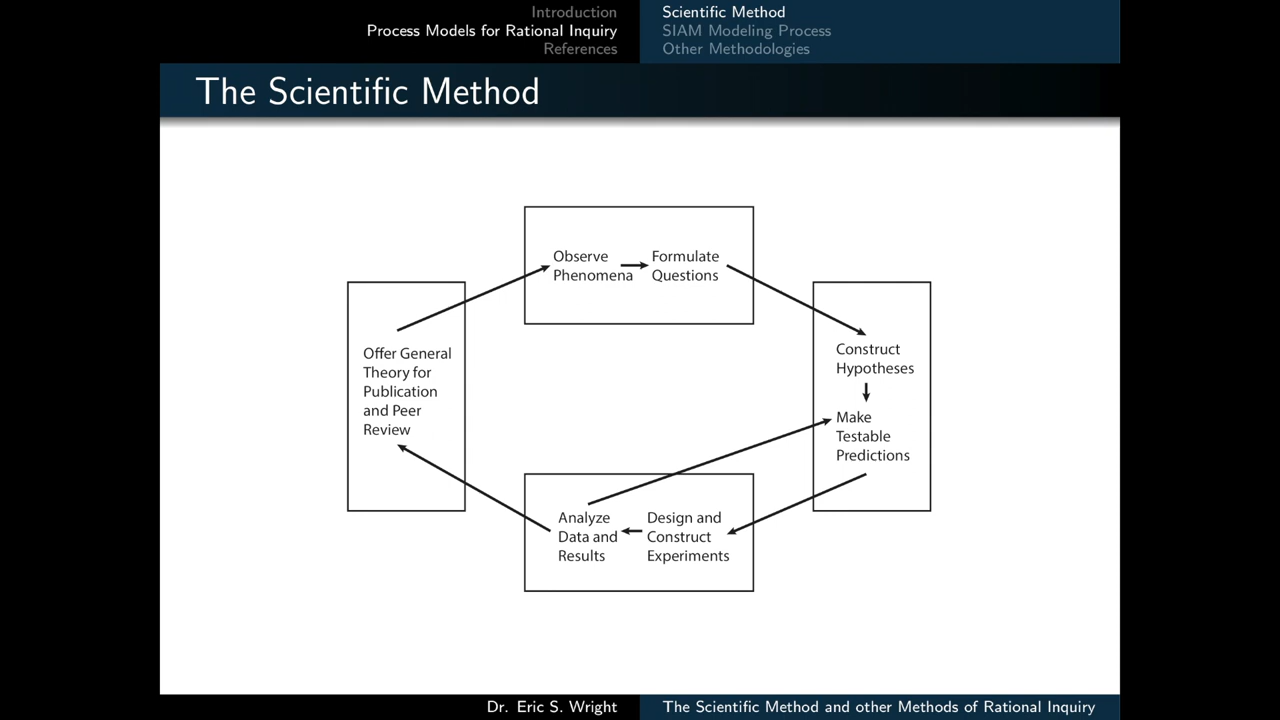 Introduction
Process Models for Rational Inquiry
References
Scientific Method
SIAM Modeling Process
Other Methodologies
The Scientific Method
Observe
Phenomena
Formulate
Questions
Construct
Hypotheses
Make
Testable
Predictions
Design and
Construct
Experiments
Analyze
Data and
Results
Offer General
Theory for
Publication
and Peer
Review
Dr. Eric S. Wright
The Scientific Method and other Methods of Rational Inquiry